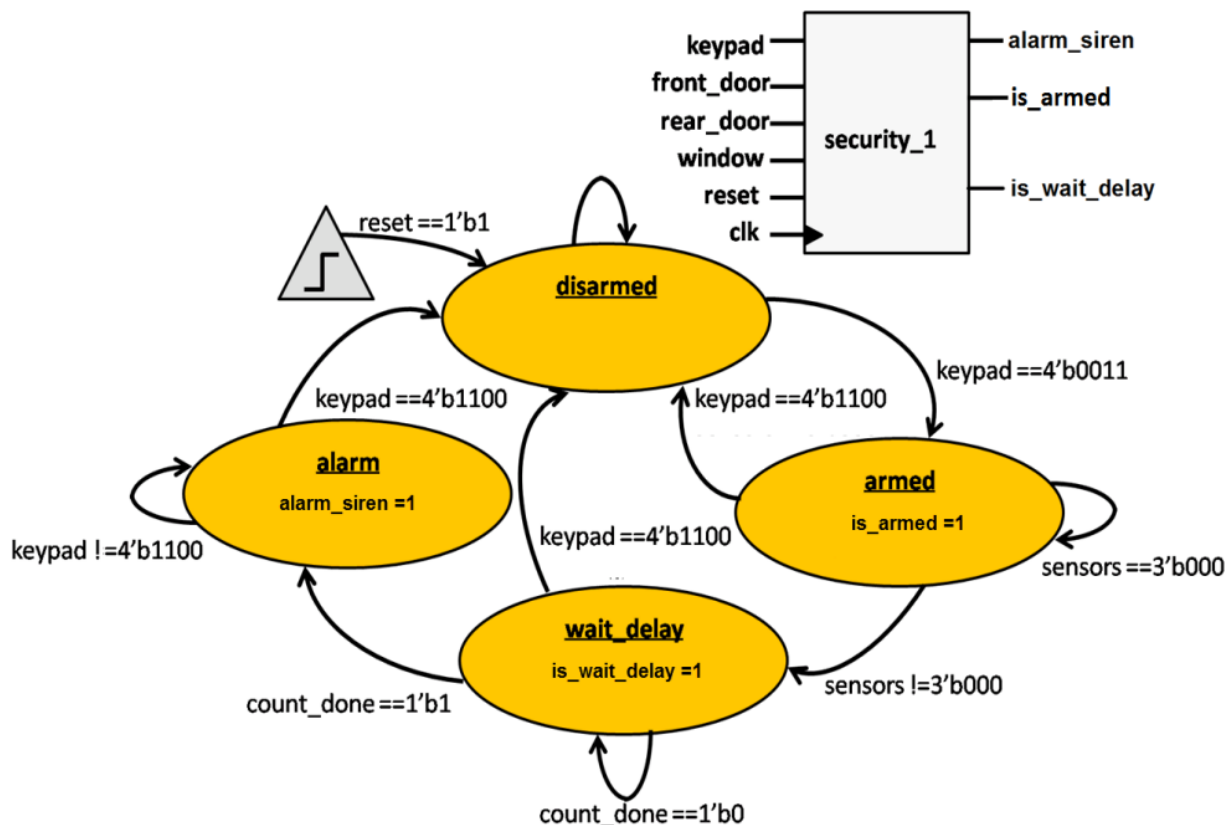 keypad
front_door
rear_door
window
reset
clk
security_1
alarm_siren
is_armed
is_wait_delay
reset ==1’b1
disarmed
keypad ==4’b0011
keypad ==4’b1100
keypad ==4’b1100
alarm
alarm_siren =1
armed
is_armed =1
keypad !=4’b1100
keypad ==4’b1100
sensors ==3’b000
wait_delay
is_wait_delay =1
sensors !=3’b000
count_done ==1’b1
count_done ==1’b0